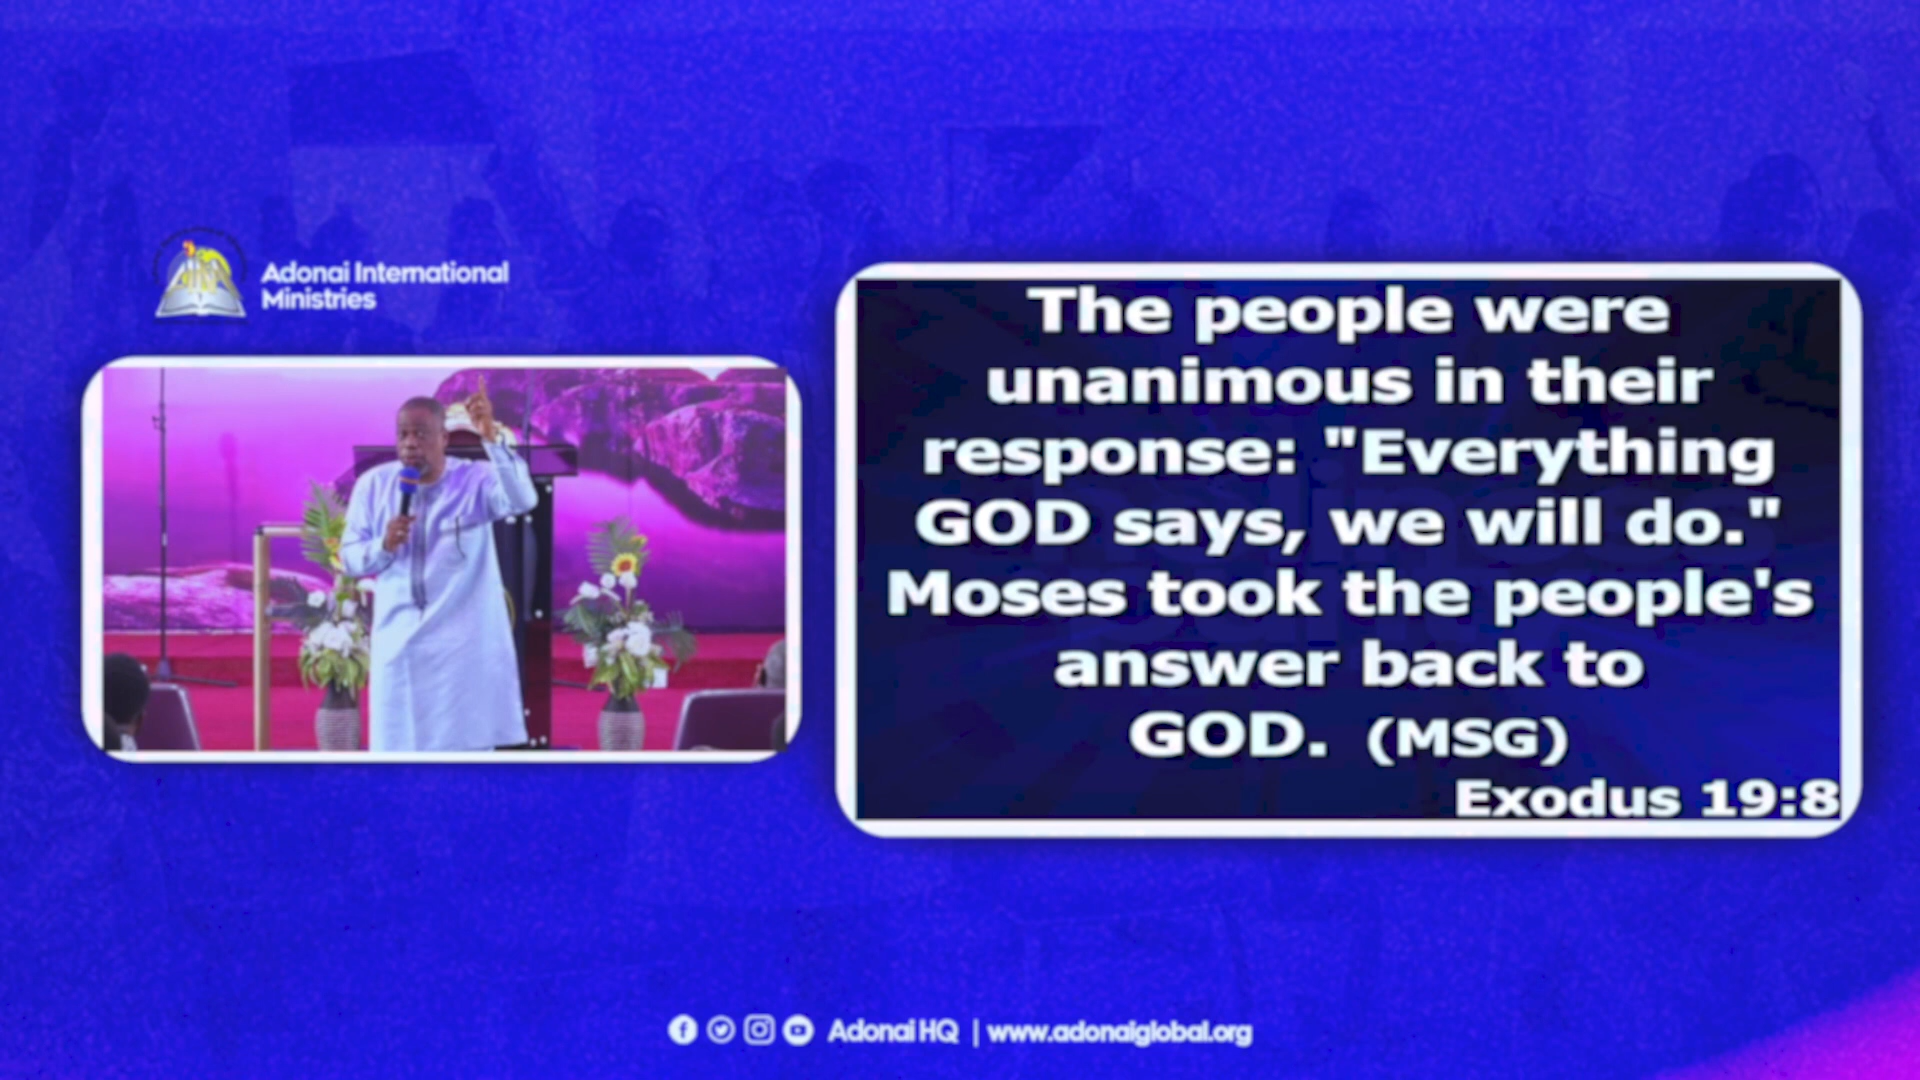 Adonai International
Ministries
The people were
unanimous in their
response: "Everything
GOD says, we will do."
Moses took the people's
answer back to
GOD. (MSG)
Exodus 19:8
Adonai HQ | www.adonaiglobal.org